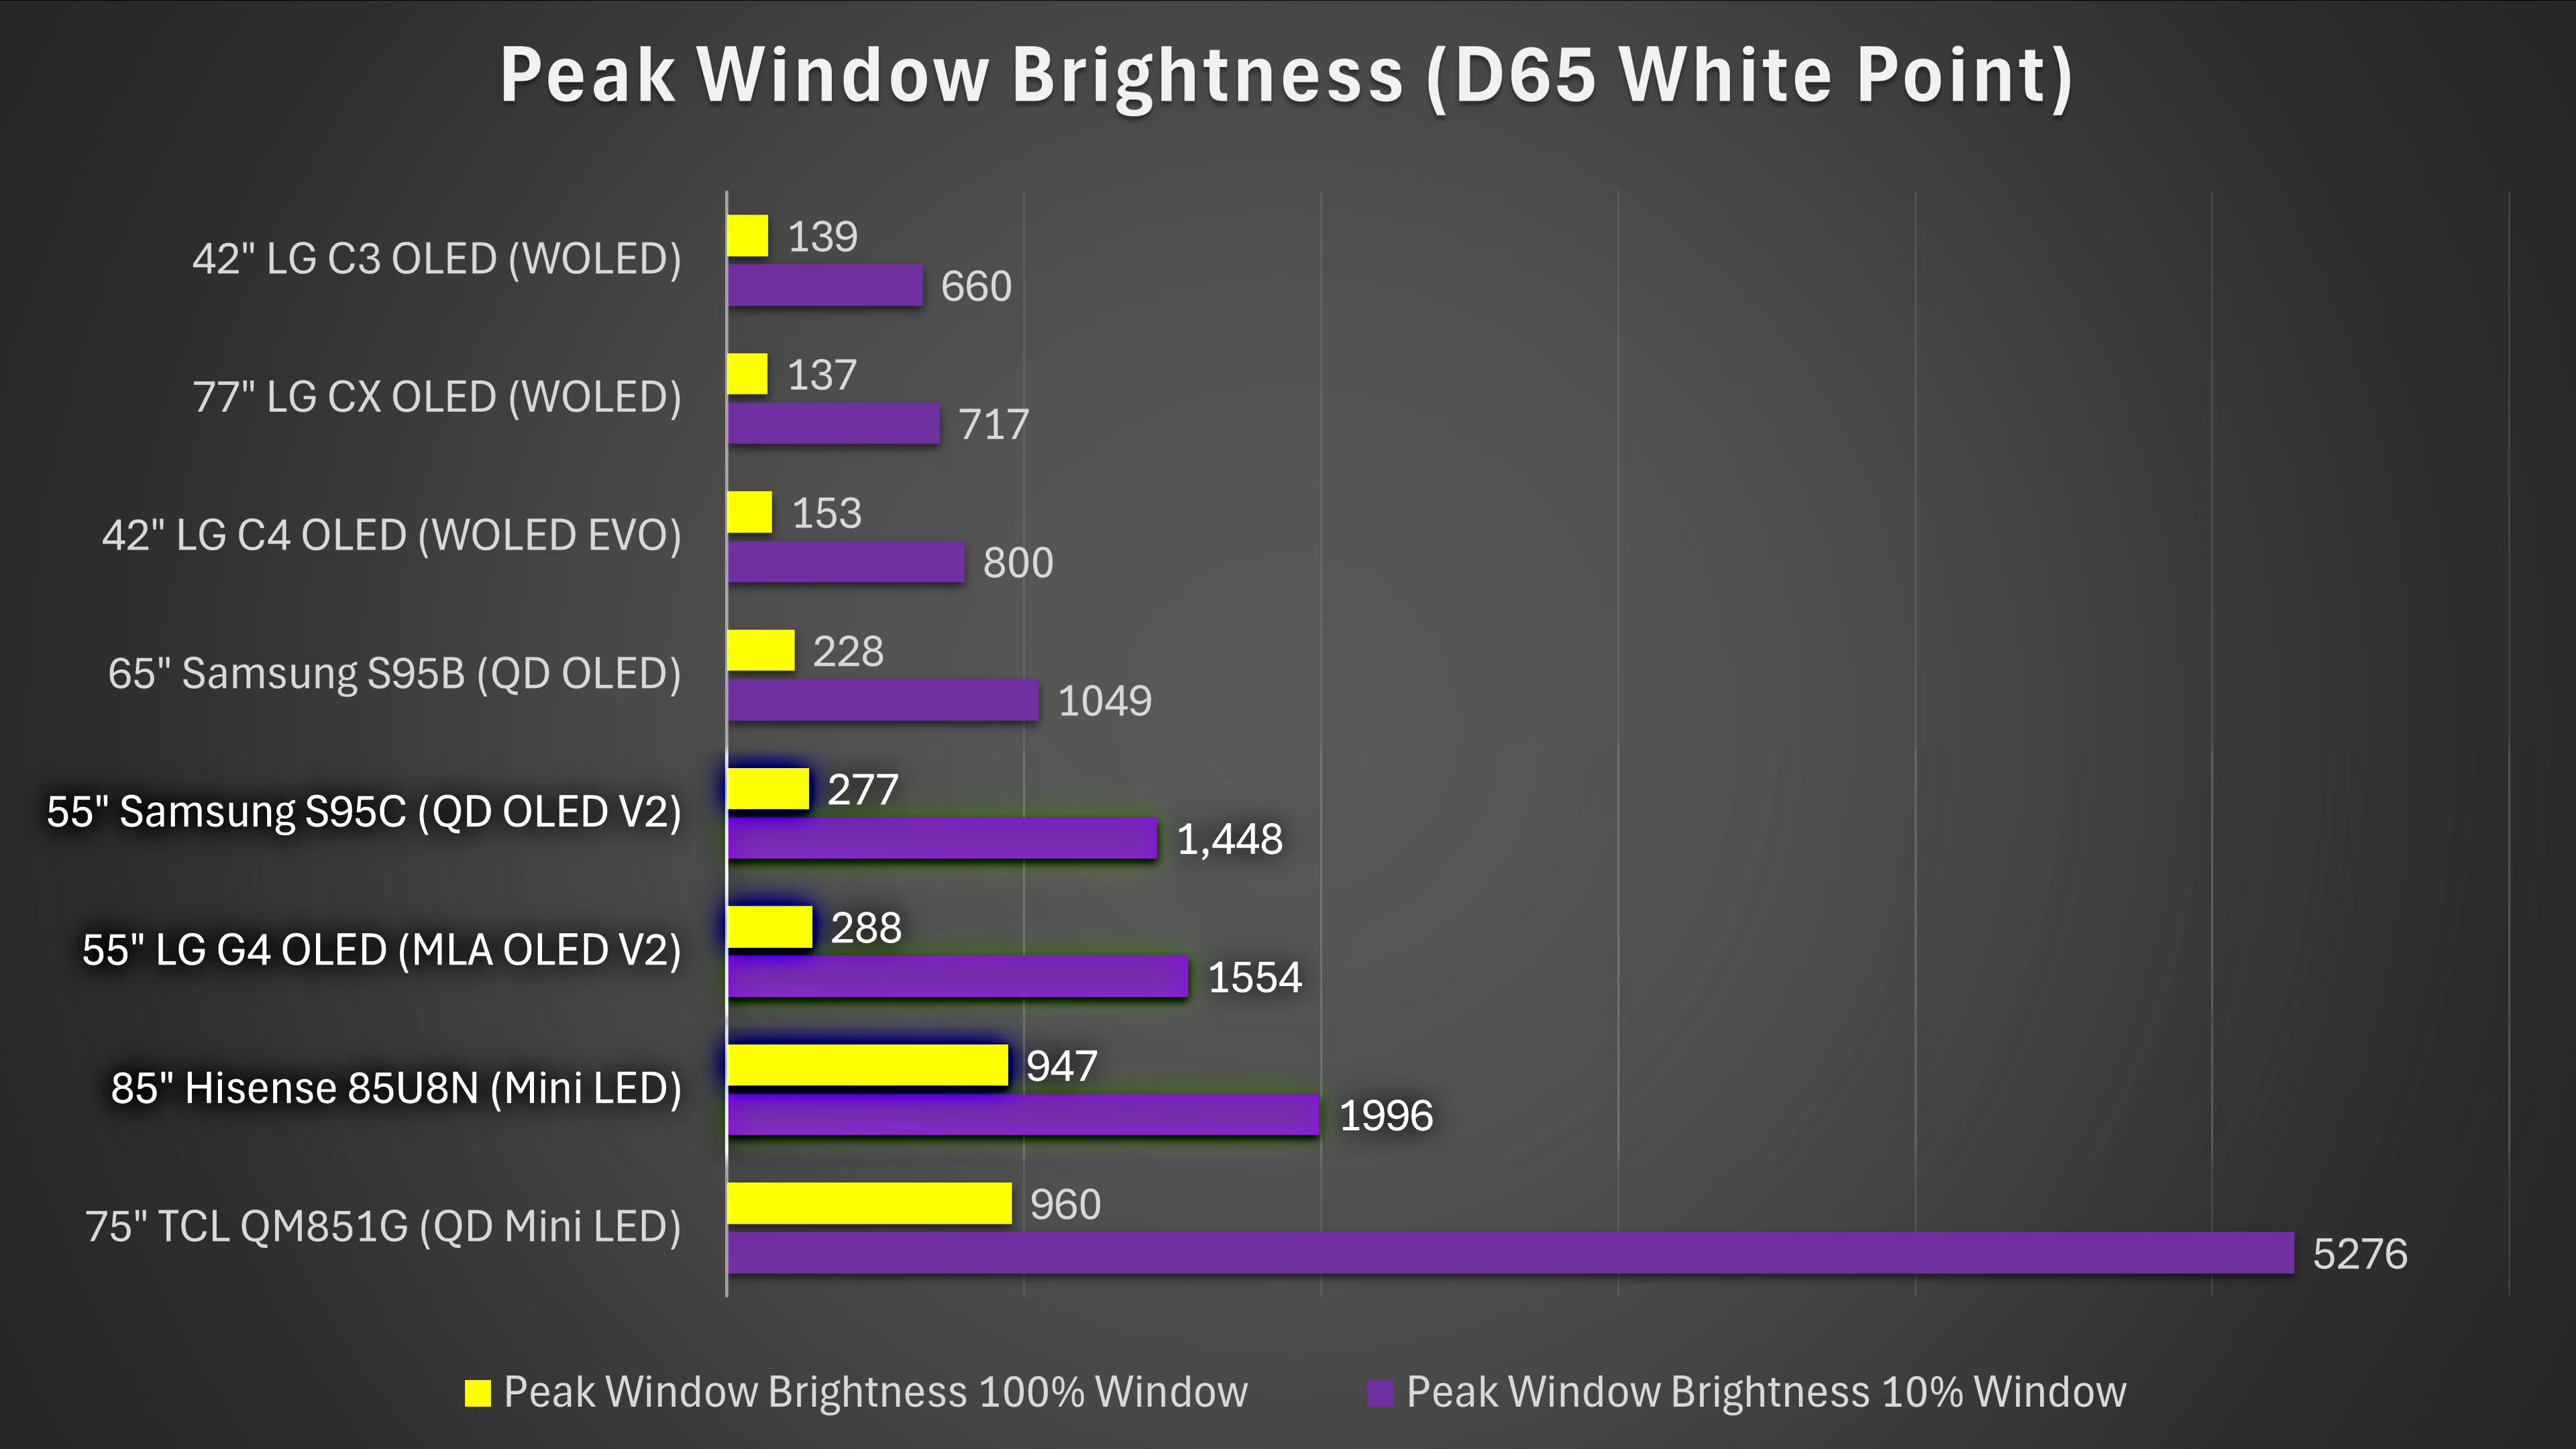 Peak Window Brightness (D65 White Point)
42" LG C3 OLED (WOLED)
139
660
77" LG CX OLED (WOLED)
137
717
42" LG C4 OLED (WOLED EVO)
153
800
65" Samsung S95B (QD OLED)
228
1049
55" Samsung S95C (QD OLED V2)
277
1,448
55" LG G4 OLED (MLA OLED V2)
288
1554
85" Hisense 85U8N (Mini LED)
947
1996
75" TCL QM851G (QD Mini LED)
960
5276
Peak Window Brightness 100% Window
Peak Window Brightness 10% Window